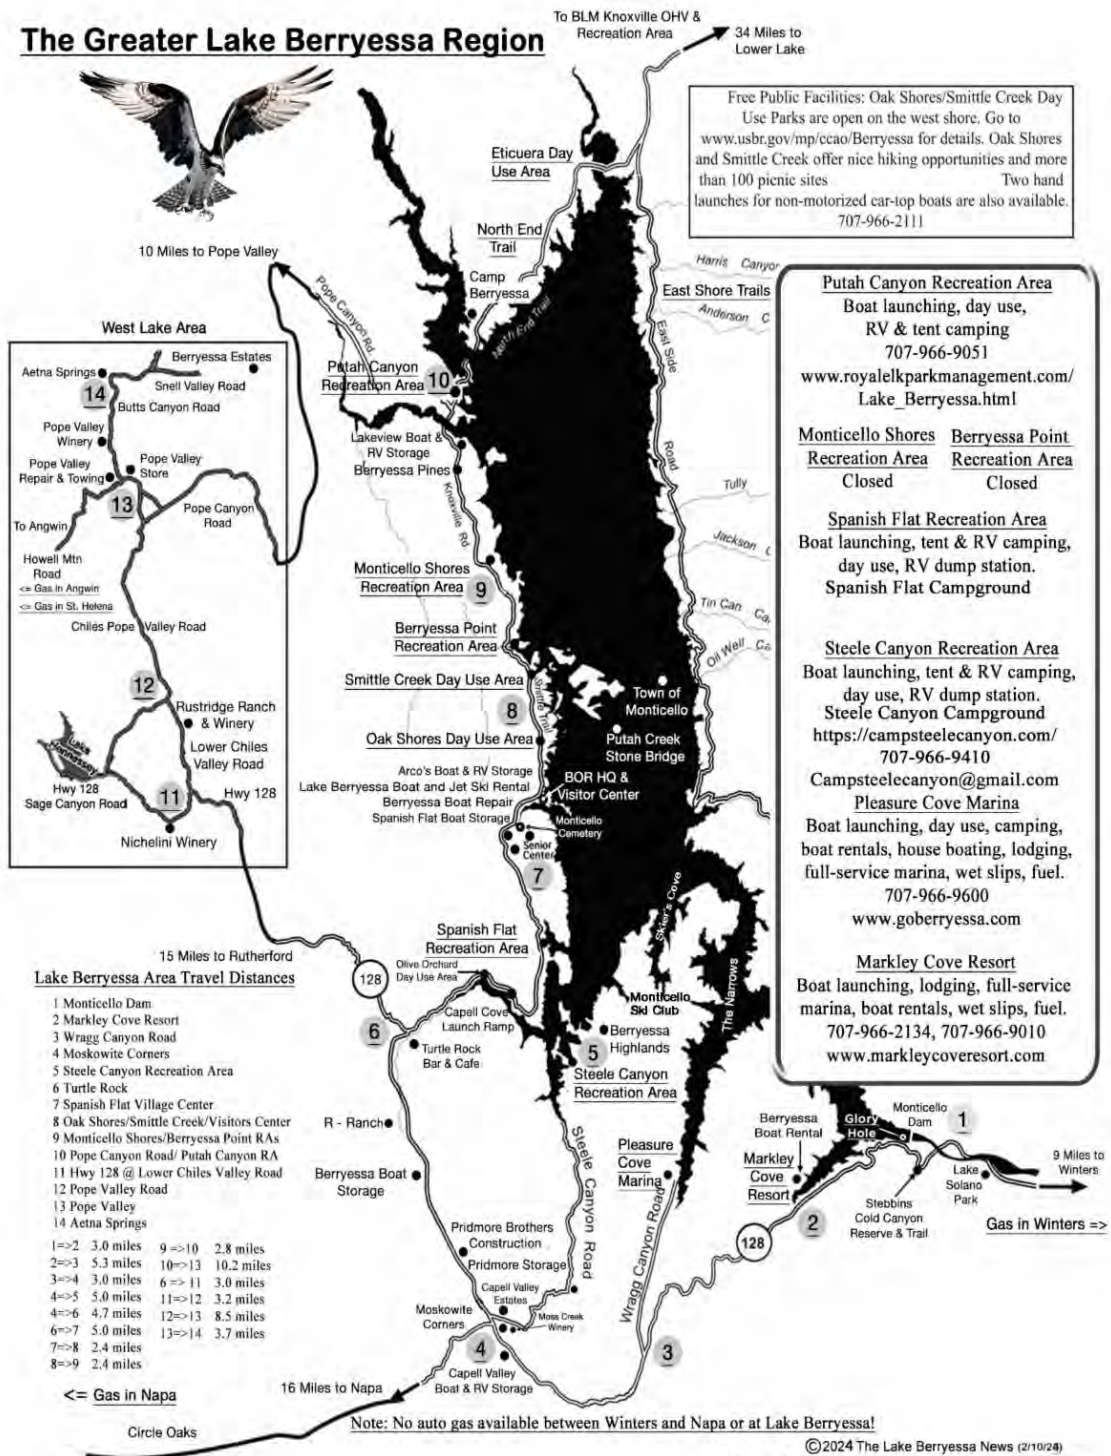 The Greater Lake Berryessa Region
To BLM Knoxville OHV &
Recreation Area
34 Miles to
Lower Lake
Free Public Facilities: Oak Shores/Smittle Creek Day
Use Parks are open on the west shore. Go to
www.usbr.gov/mp/ccao/Berryessa for details. Oak Shores
and Smittle Creek offer nice hiking opportunities and more
than 100 picnic sites Two hand
launches for non-motorized car-top boats are also available.
707-966-2111
Eticuera Day
Use Area
North End
Trail
Camp
Berryessa
North End Trail
10 Miles to Pope Valley
Pope Canyon Rd.
Putah Canyon
Recreation Area
10
Lakeview Boat &
RV Storage
Berryessa Pines
Knoxville Rd
Harris Canyon
East Shore Trails
Anderson C
East Side
Road
Tully
Jackson C
Tin Can Ca
Oil Well Ca
West Lake Area
Berryessa Estates
Aetna Springs
Snell Valley Road
14
Butts Canyon Road
Pope Valley
Winery
Pope Valley
Repair & Towing
Pope Valley
Store
13
Pope Canyon
Road
To Angwin
Howell Mtn
Road
<= Gas in Angwin
<= Gas in St. Helena
Chiles Pope Valley Road
12
Rustridge Ranch
& Winery
Lake
Hennessey
Lower Chiles
Valley Road
Hwy 128
Sage Canyon Road
11
Hwy 128
Nichelini Winery
Monticello Shores
Recreation Area
9
Berryessa Point
Recreation Area
Smittle Creek Day Use Area
Smittle Trail
8
Oak Shores Day Use Area
Town of
Monticello
Putah Creek
Stone Bridge
Arco's Boat & RV Storage
Lake Berryessa Boat and Jet Ski Rental
Berryessa Boat Repair
Spanish Flat Boat Storage
BOR HQ &
Visitor Center
Monticello
Cemetery
Senior
Center
7
Putah Canyon Recreation Area
Boat launching, day use,
RV & tent camping
707-966-9051
www.royalelkparkmanagement.com/
Lake_Berryessa.html
Monticello Shores
Recreation Area
Closed
Berryessa Point
Recreation Area
Closed
Spanish Flat Recreation Area
Boat launching, tent & RV camping,
day use, RV dump station.
Spanish Flat Campground
Steele Canyon Recreation Area
Boat launching, tent & RV camping,
day use, RV dump station.
Steele Canyon Campground
https://campsteelecanyon.com/
707-966-9410
Campsteelecanyon@gmail.com
Pleasure Cove Marina
Boat launching, day use, camping,
boat rentals, house boating, lodging,
full-service marina, wet slips, fuel.
707-966-9600
www.goberryessa.com
Markley Cove Resort
Boat launching, lodging, full-service
marina, boat rentals, wet slips, fuel.
707-966-2134, 707-966-9010
www.markleycoveresort.com
Spanish Flat
Recreation Area
Olive Orchard
Day Use Area
Skier's Cove
The Narrows
15 Miles to Rutherford
128
6
Capell Cove
Launch Ramp
Turtle Rock
Bar & Cafe
Monticello
Ski Club
Berryessa
Highlands
5
Steele Canyon
Recreation Area
Lake Berryessa Area Travel Distances
1 Monticello Dam
2 Markley Cove Resort
3 Wragg Canyon Road
4 Moskowite Corners
5 Steele Canyon Recreation Area
6 Turtle Rock
7 Spanish Flat Village Center
8 Oak Shores/Smittle Creek/Visitors Center
9 Monticello Shores/Berryessa Point RAs
10 Pope Canyon Road/ Putah Canyon RA
11 Hwy 128 @ Lower Chiles Valley Road
12 Pope Valley Road
13 Pope Valley
14 Aetna Springs
1=>2 3.0 miles 9 =>10 2.8 miles
2=>3 5.3 miles 10=>13 10.2 miles
3=>4 3.0 miles 6 => 11 3.0 miles
4=>5 5.0 miles 11=>12 3.2 miles
4=>6 4.7 miles 12=>13 8.5 miles
6=>7 5.0 miles 13=>14 3.7 miles
7=>8 2.4 miles
8=>9 2.4 miles
<= Gas in Napa
Circle Oaks
R - Ranch
Berryessa Boat
Storage
Pridmore Brothers
Construction
Pridmore Storage
Capell Valley
Estates
Moskowite
Corners
Moss Creek
Winery
4
Capell Valley
Boat & RV Storage
16 Miles to Napa
Steele Canyon Road
Pleasure
Cove
Marina
Wragg Canyon Road
3
128
Berryessa
Boat Rental
Markley
Cove
Resort
2
Glory
Hole
Monticello
Dam
1
Lake
Solano
Park
Stebbins
Cold Canyon
Reserve & Trail
9 Miles to
Winters
Gas in Winters =>
Note: No auto gas available between Winters and Napa or at Lake Berryessa!
©2024 The Lake Berryessa News (2/10/24)